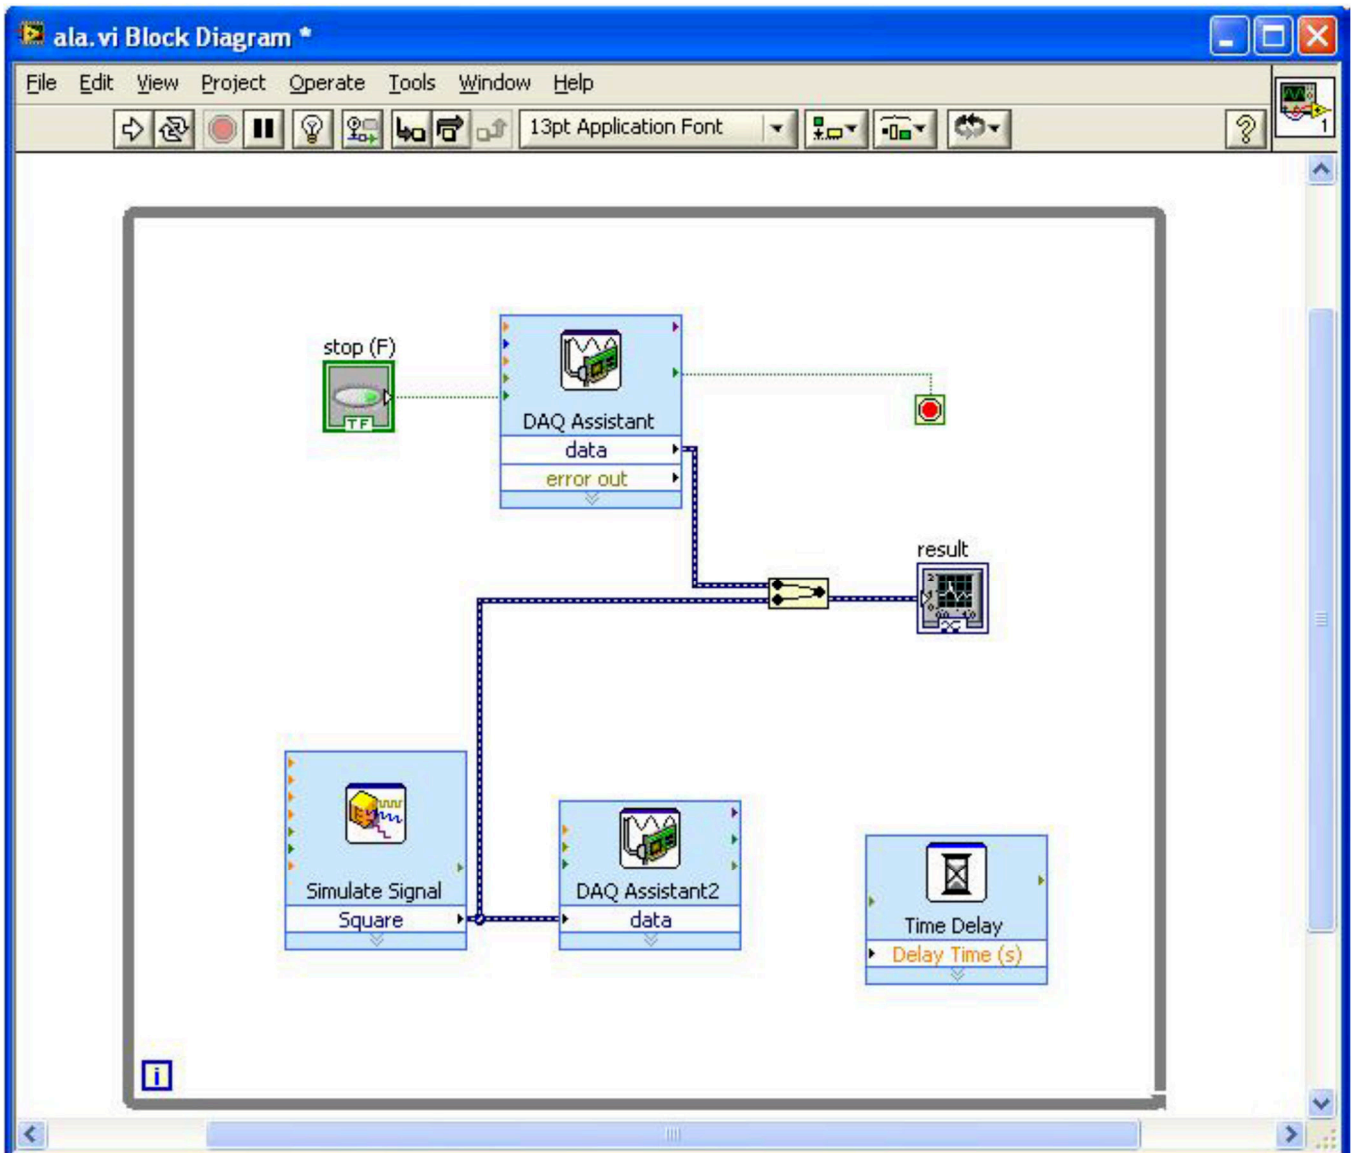 ala.vi Block Diagram *
File Edit View Project Operate Tools Window Help
13pt Application Font
1
stop (F)
TF
DAQ Assistant
data
error out
result
Simulate Signal
Square
DAQ Assistant2
data
Time Delay
Delay Time (s)
i